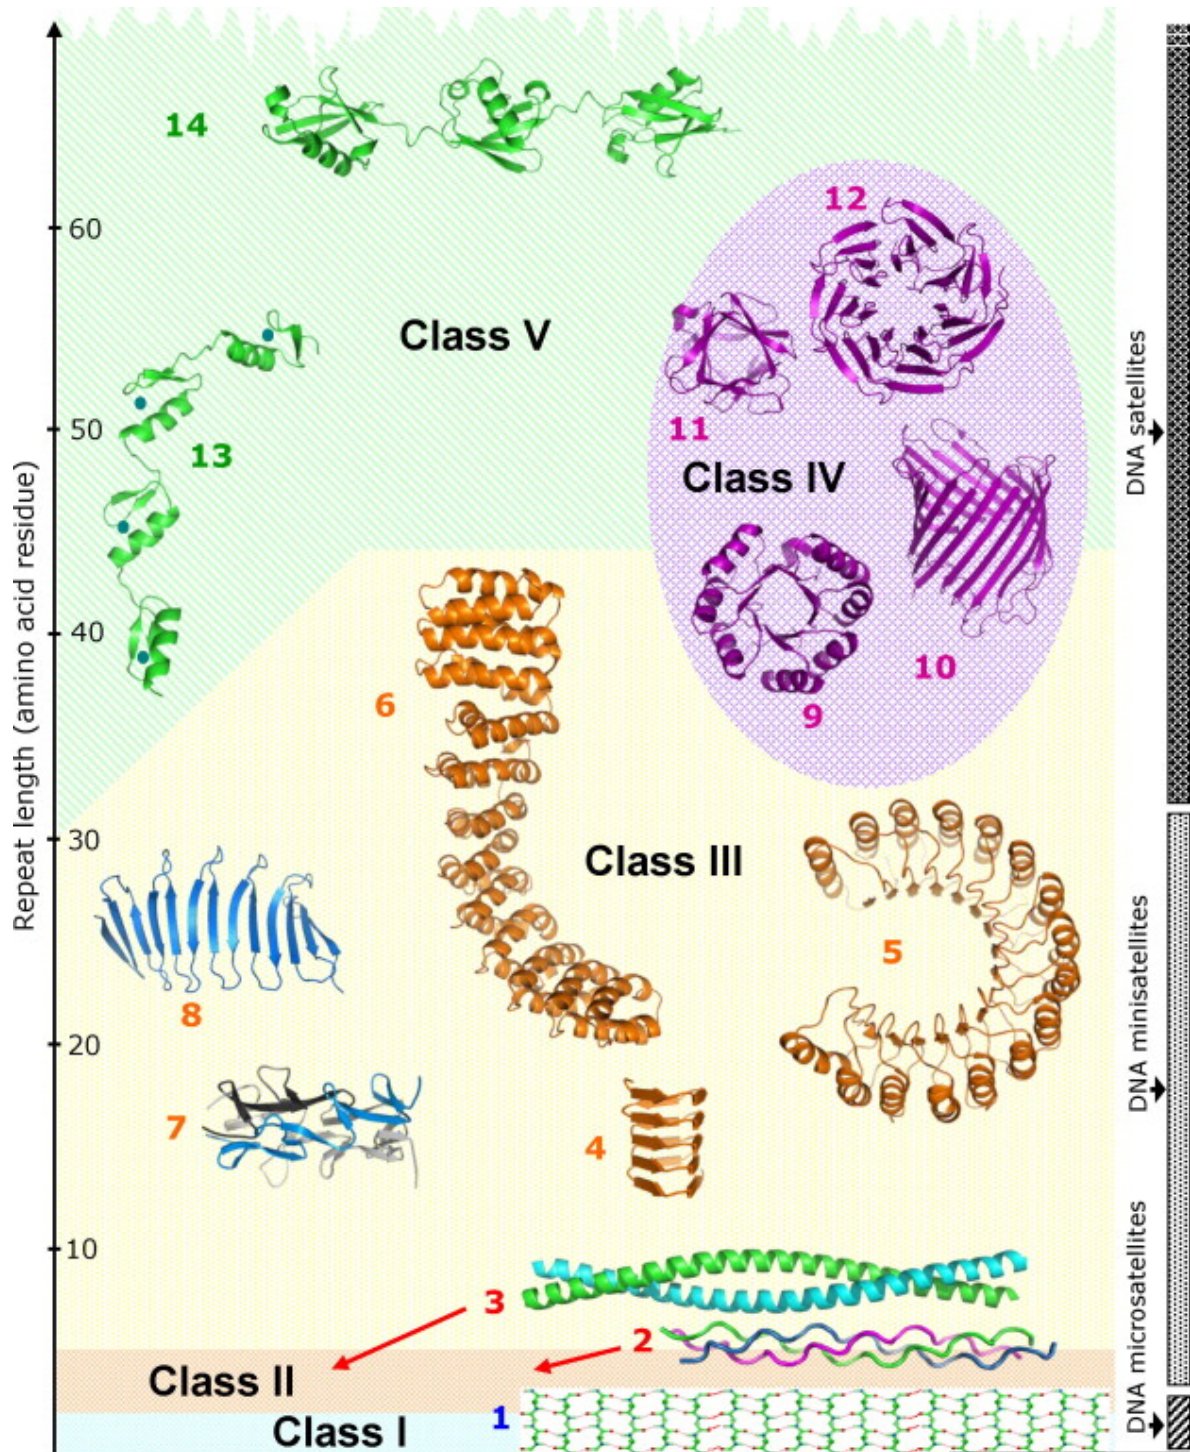 14
12
60
Class V
11
50
13
Class IV
DNA satellites
Repeat length (amino acid residue)
40
10
6
9
30
Class III
5
8
20
DNA minisatellites
7
4
10
3
2
DNA microsatellites
Class II
1
Class I